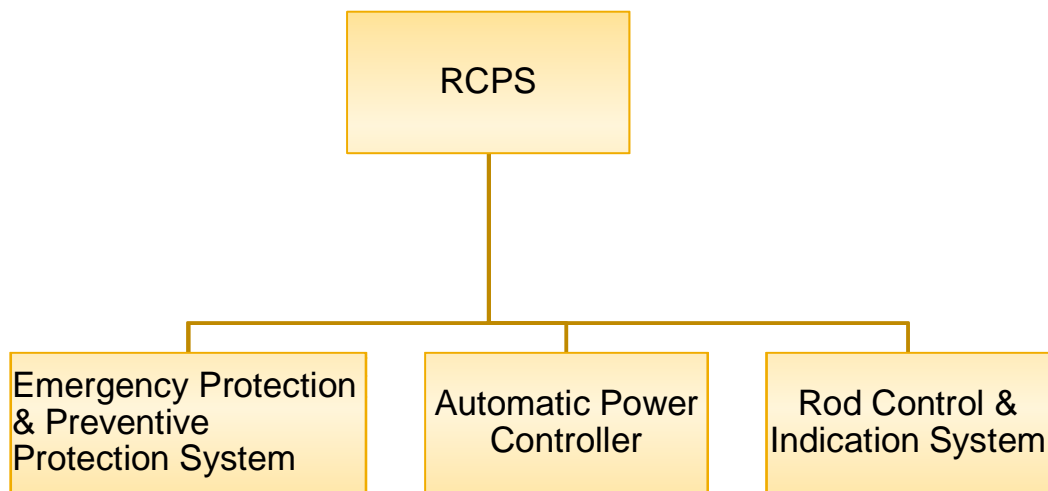 RCPS
Emergency Protection
& Preventive
Protection System
Automatic Power
Controller
Rod Control &
Indication System